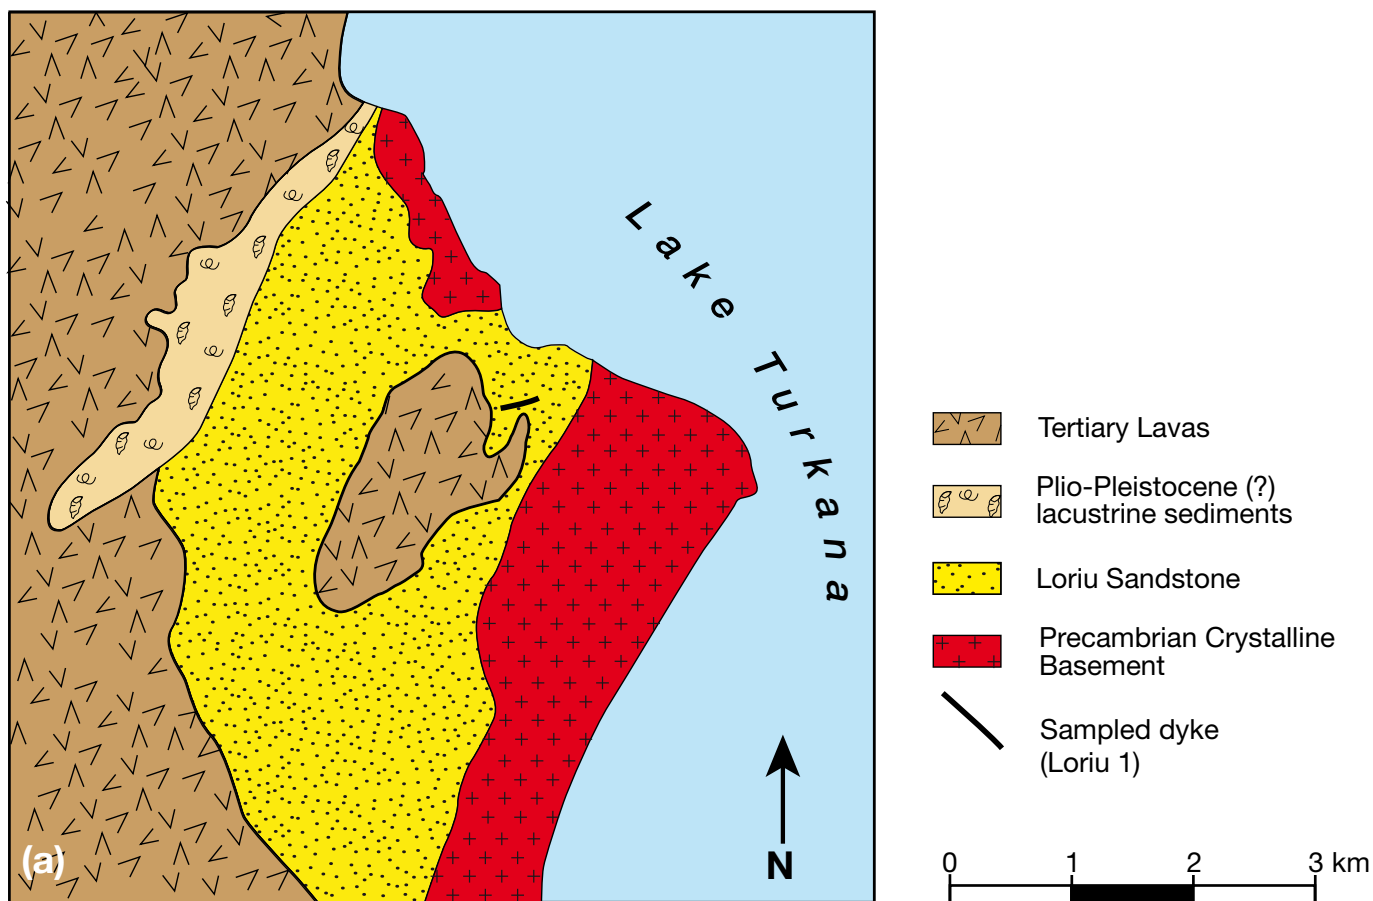 Lake Turkana
Tertiary Lavas
Plio-Pleistocene (?)
lacustrine sediments
Loriu Sandstone
Precambrian Crystalline
Basement
Sampled dyke
(Loriu 1)
(a)
N
0 1 2 3 km